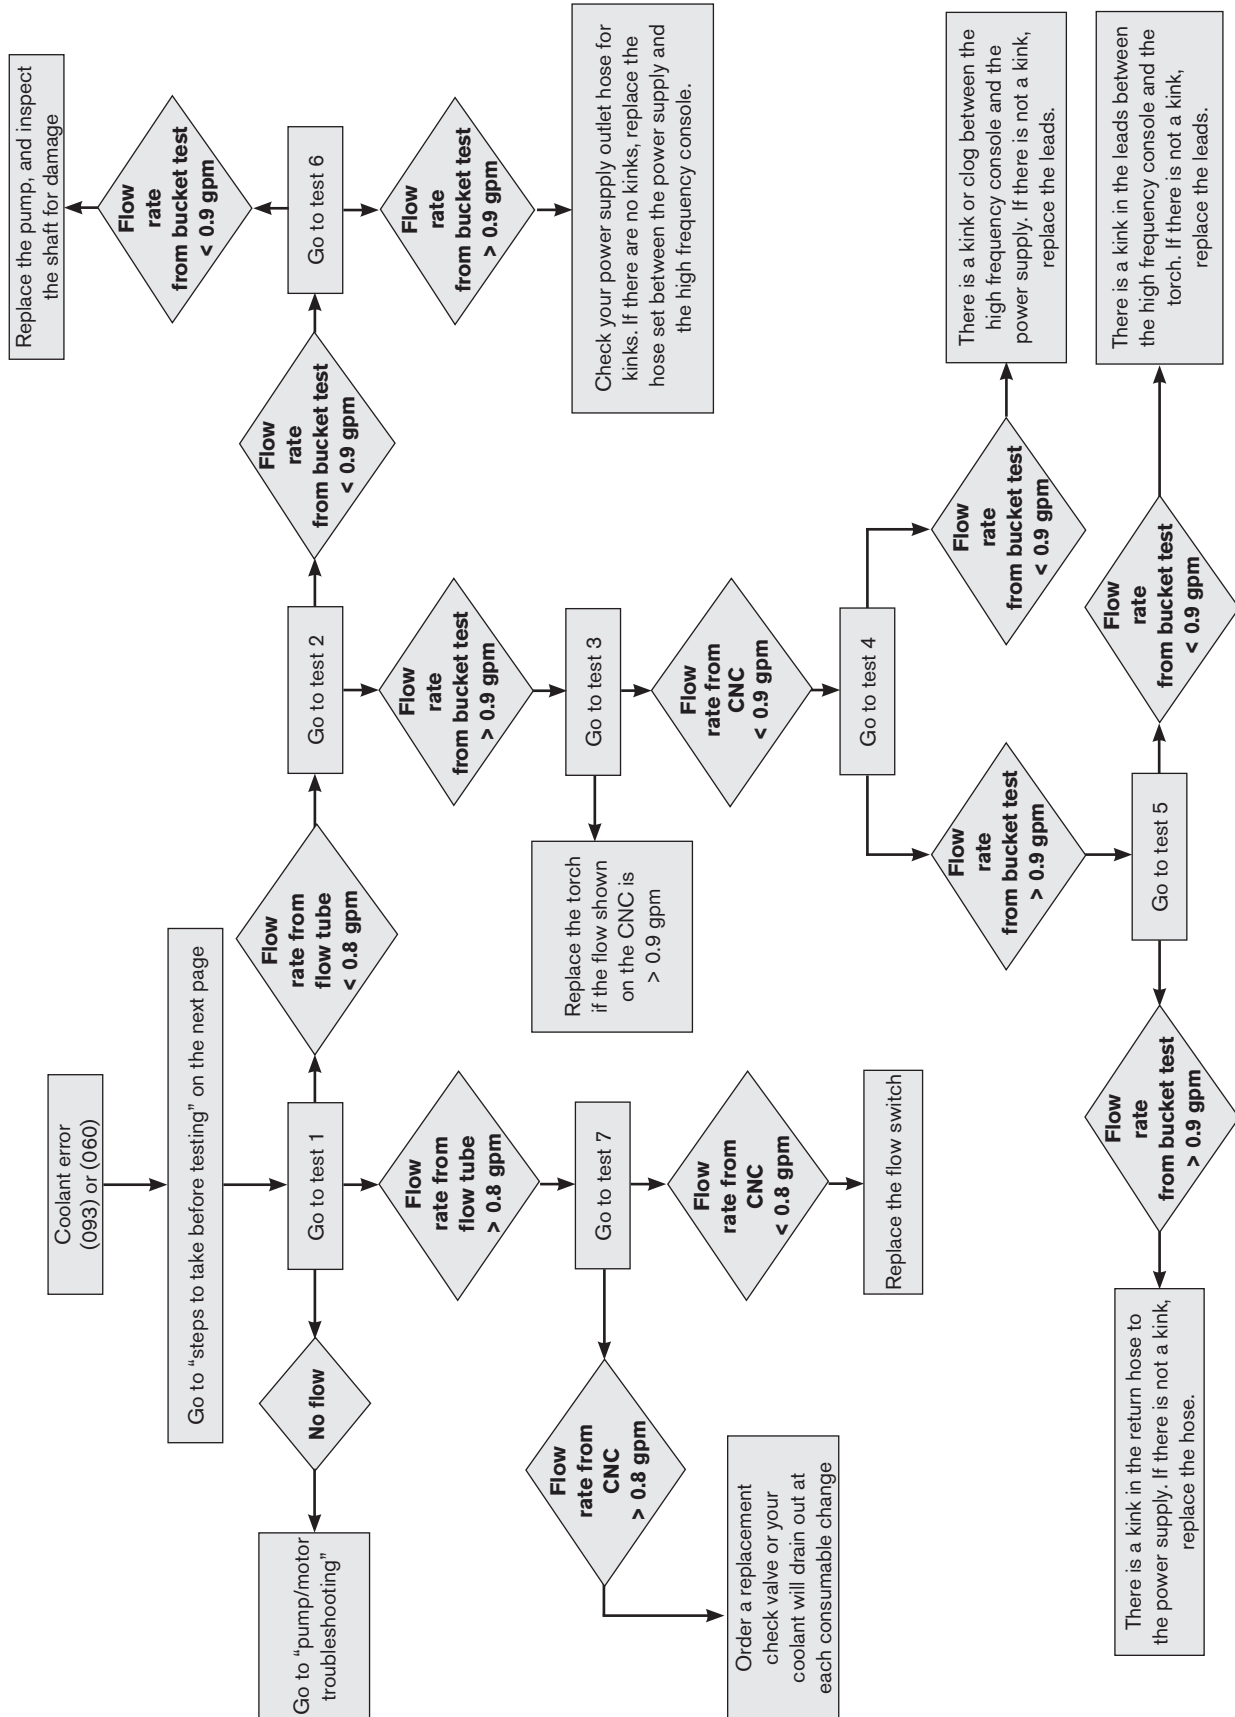 Coolant error
(093) or (060)
Go to “steps to take before testing” on the next page
Go to test 1
No flow
Go to “pump/motor
troubleshooting”
Flow
rate from
flow tube
< 0.8 gpm
Flow
rate from
flow tube
> 0.8 gpm
Go to test 7
Flow
rate from
CNC
> 0.8 gpm
Order a replacement
check valve or your
coolant will drain out at
each consumable change
Flow
rate from
CNC
< 0.8 gpm
Replace the flow switch
Go to test 2
Flow
rate
from bucket test
< 0.9 gpm
Go to test 6
Flow
rate
from bucket test
< 0.9 gpm
Replace the pump, and inspect
the shaft for damage
Flow
rate
from bucket test
> 0.9 gpm
Check your power supply outlet hose for
kinks. If there are no kinks, replace the
hose set between the power supply and
the high frequency console.
Flow
rate
from bucket test
> 0.9 gpm
Go to test 3
Replace the torch
if the flow shown
on the CNC is
> 0.9 gpm
Flow
rate from
CNC
< 0.9 gpm
Go to test 4
Flow
rate
from bucket test
< 0.9 gpm
There is a kink or clog between the
high frequency console and the
power supply. If there is not a kink,
replace the leads.
Flow
rate
from bucket test
> 0.9 gpm
Go to test 5
Flow
rate
from bucket test
< 0.9 gpm
There is a kink in the leads between
the high frequency console and the
torch. If there is not a kink,
replace the leads.
Flow
rate
from bucket test
> 0.9 gpm
There is a kink in the return hose to
the power supply. If there is not a kink,
replace the hose.